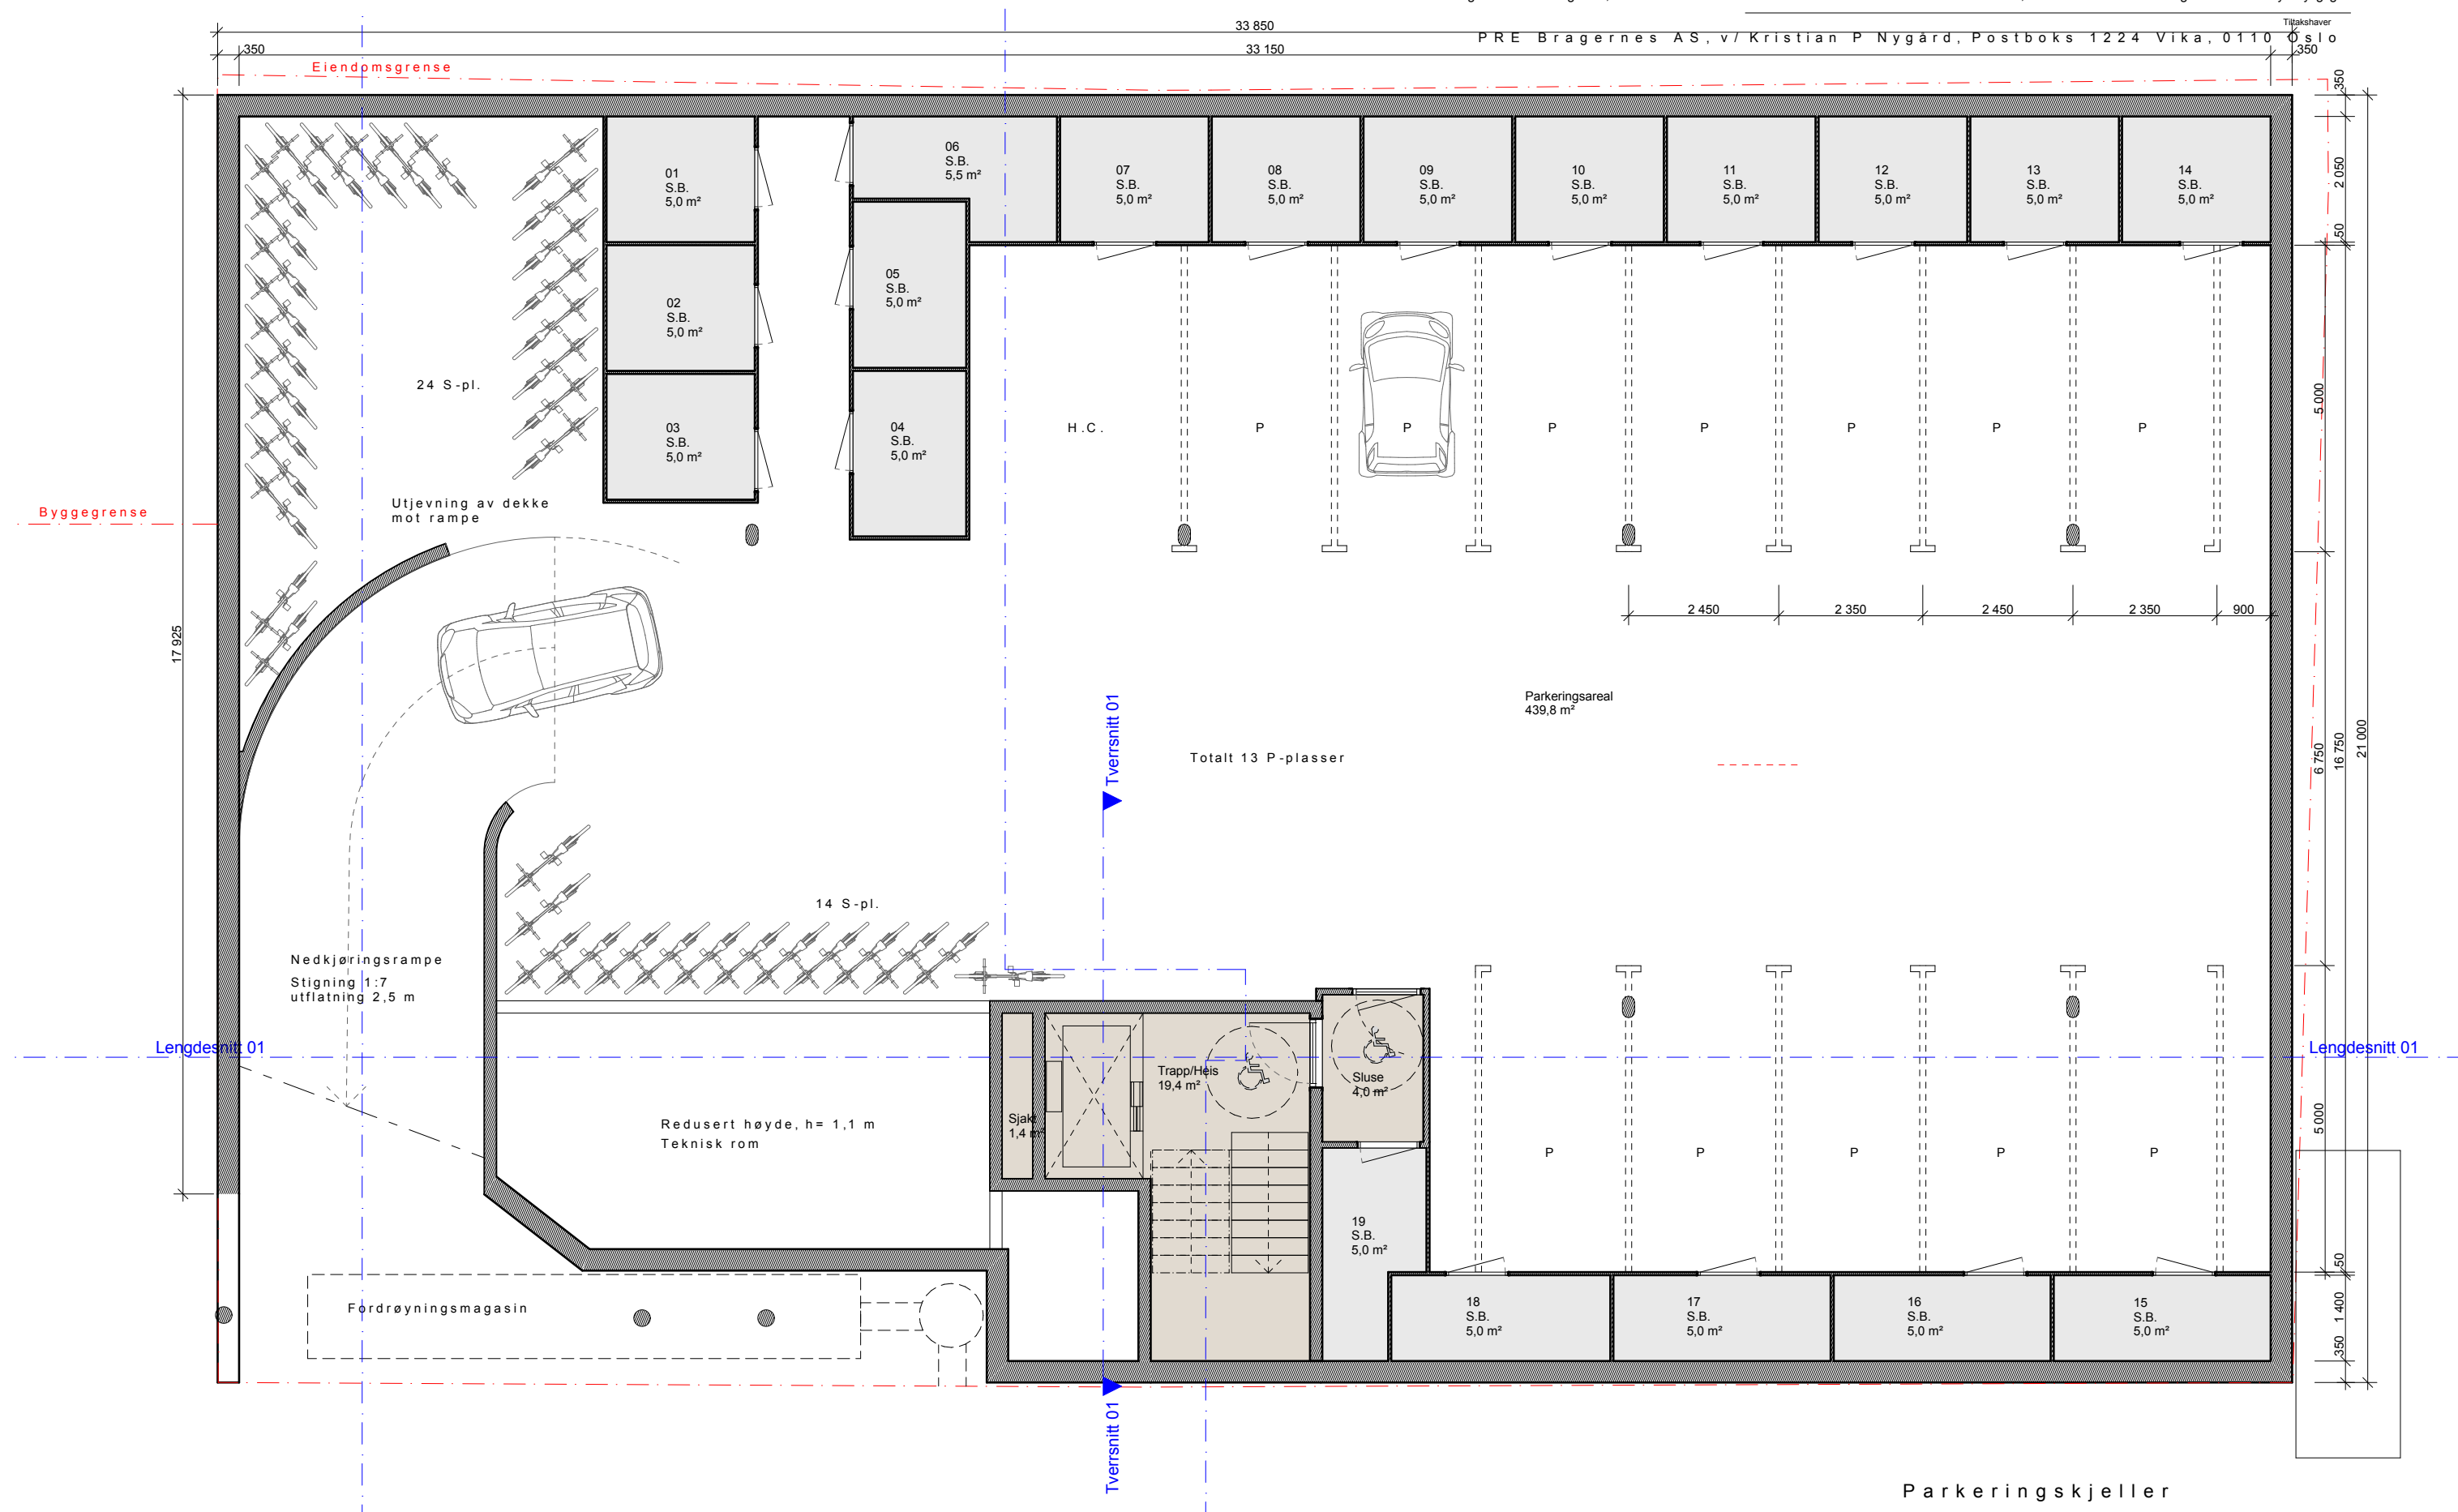 Tiltakshaver
PRE Bragernes AS, v/ Kristian P Nygård, Postboks 1224 Vika, 0110 Oslo
33 850
350
33 150
350
Eiendomsgrense
350
2 050
50
5 000
6 750
16 750
21 000
5 000
50
1 400
350
17 925
01
S.B.
5,0 m²
02
S.B.
5,0 m²
03
S.B.
5,0 m²
06
S.B.
5,5 m²
05
S.B.
5,0 m²
04
S.B.
5,0 m²
07
S.B.
5,0 m²
08
S.B.
5,0 m²
09
S.B.
5,0 m²
10
S.B.
5,0 m²
11
S.B.
5,0 m²
12
S.B.
5,0 m²
13
S.B.
5,0 m²
14
S.B.
5,0 m²
24 S-pl.
H.C.
P
P
P
P
P
P
P
Byggegrense
Utjevning av dekke
mot rampe
2 450
2 350
2 450
2 350
900
Parkeringsareal
439,8 m²
Totalt 13 P-plasser
Tverrsnitt 01
14 S-pl.
Nedkjøringsrampe
Stigning 1:7
utflatning 2,5 m
Lengdesnitt 01
Lengdesnitt 01
Redusert høyde, h= 1,1 m
Teknisk rom
Sjakt
1,4 m²
Trapp/Heis
19,4 m²
Sluse
4,0 m²
P
P
P
P
P
19
S.B.
5,0 m²
18
S.B.
5,0 m²
17
S.B.
5,0 m²
16
S.B.
5,0 m²
15
S.B.
5,0 m²
Fordrøyningsmagasin
Tverrsnitt 01
Parkeringskjeller